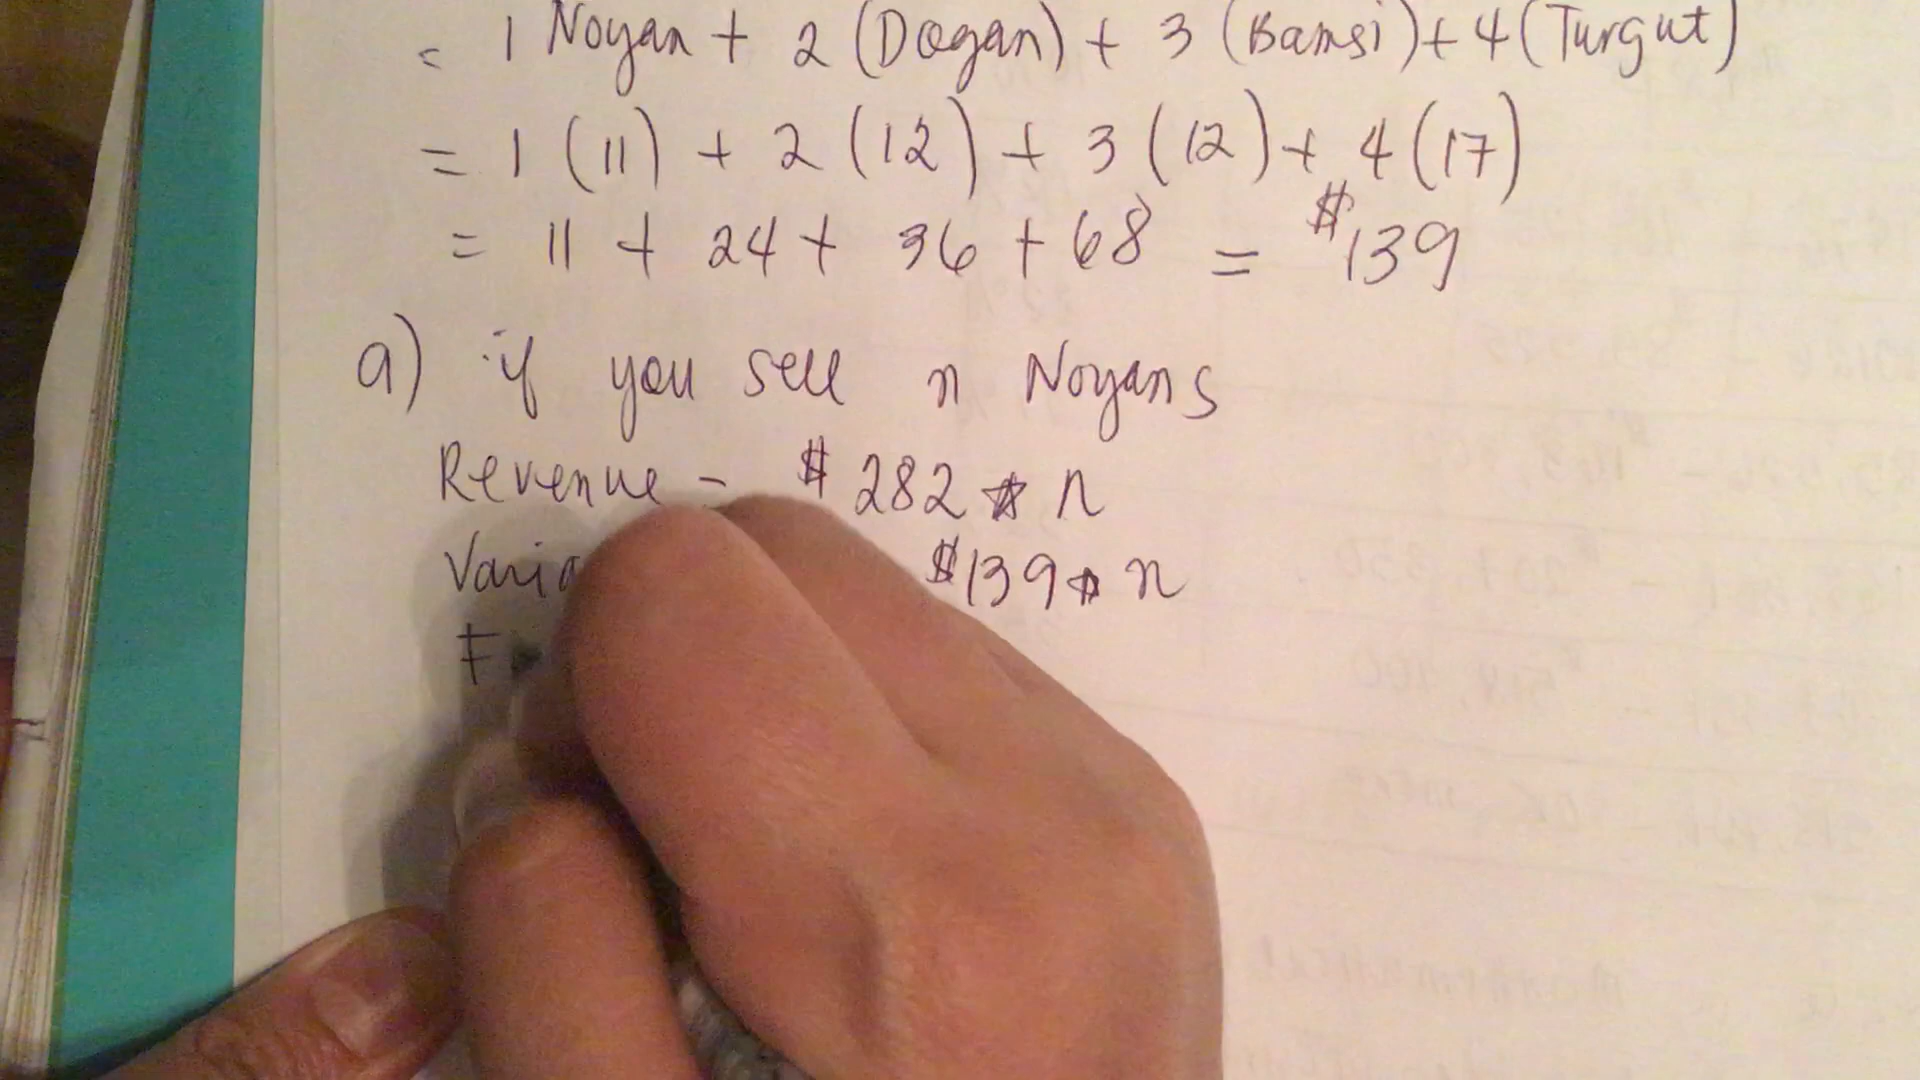 = 1 Noyan + 2 (Dogan) + 3 (Bamsi) + 4 (Turgut)
= 1 (11) + 2 (12) + 3 (12) + 4 (17)
= 11 + 24 + 36 + 68 = $139
a) if you sell n Noyans
Revenue - $282 * n
Varia $139 * n
F